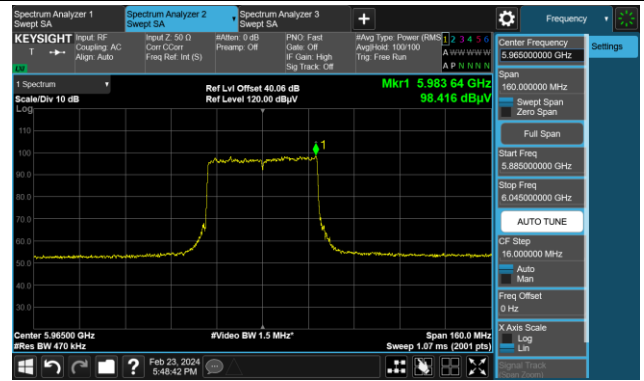 Spectrum Analyzer 1
Swept SA
Spectrum Analyzer 2
Swept SA
Spectrum Analyzer 3
Swept SA
+
Frequency
KEYSIGHT
T
LM
Input: RF
Coupling: AC
Align: Auto
Input Z: 50 Ω
Corr CCorr
Freq Ref: Int (S)
#Atten: 0 dB
Preamp: Off
PNO: Fast
Gate: Off
IF Gain: High
Sig Track: Off
#Avg Type: Power (RMS
Avg|Hold: 100/100
Trig: Free Run
1 2 3 4 5 6
A W W W W W
A P N N N N
Center Frequency
5.965000000 GHz
Settings
Span
160.000000 MHz
Swept Span
Zero Span
Full Span
Start Freq
5.885000000 GHz
Stop Freq
6.045000000 GHz
AUTO TUNE
CF Step
16.000000 MHz
Auto
Man
Freq Offset
0 Hz
X Axis Scale
Log
Lin
Signal Track
(Span Zoom)
1 Spectrum
Scale/Div 10 dB
Ref Lvl Offset 40.06 dB
Ref Level 120.00 dBµV
Mkr1 5.983 64 GHz
98.416 dBµV
Log
110
100
90.0
80.0
70.0
60.0
50.0
40.0
30.0
1
Center 5.96500 GHz
#Res BW 470 kHz
#Video BW 1.5 MHz*
Span 160.0 MHz
Sweep 1.07 ms (2001 pts)
?
Feb 23, 2024
5:48:42 PM